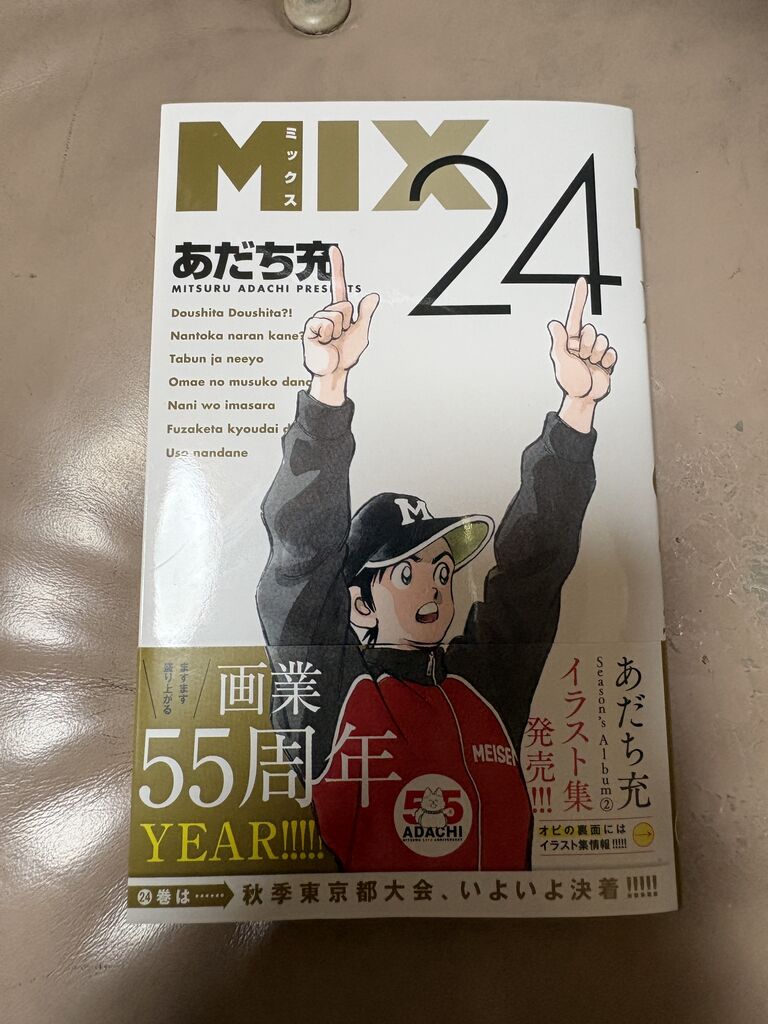 MIX
ミックス
24
あだち充
MITSURU ADACHI PRESENTS
Doushita Doushita?!
Nantoka naran kane?
Tabun ja neeyo
Omae no musuko dano
Nani wo imasara
Fuzaketa kyoudai d
Uso nandane
M
MEISEI
ますます
盛り上がる
画業
55周年
YEAR!!!!!
55
ADACHI
あだち充
Season's Album②
イラスト集
発売!!!
オビの裏面には
イラスト集情報!!!!!
24巻は……秋季東京都大会、いよいよ決着!!!!!